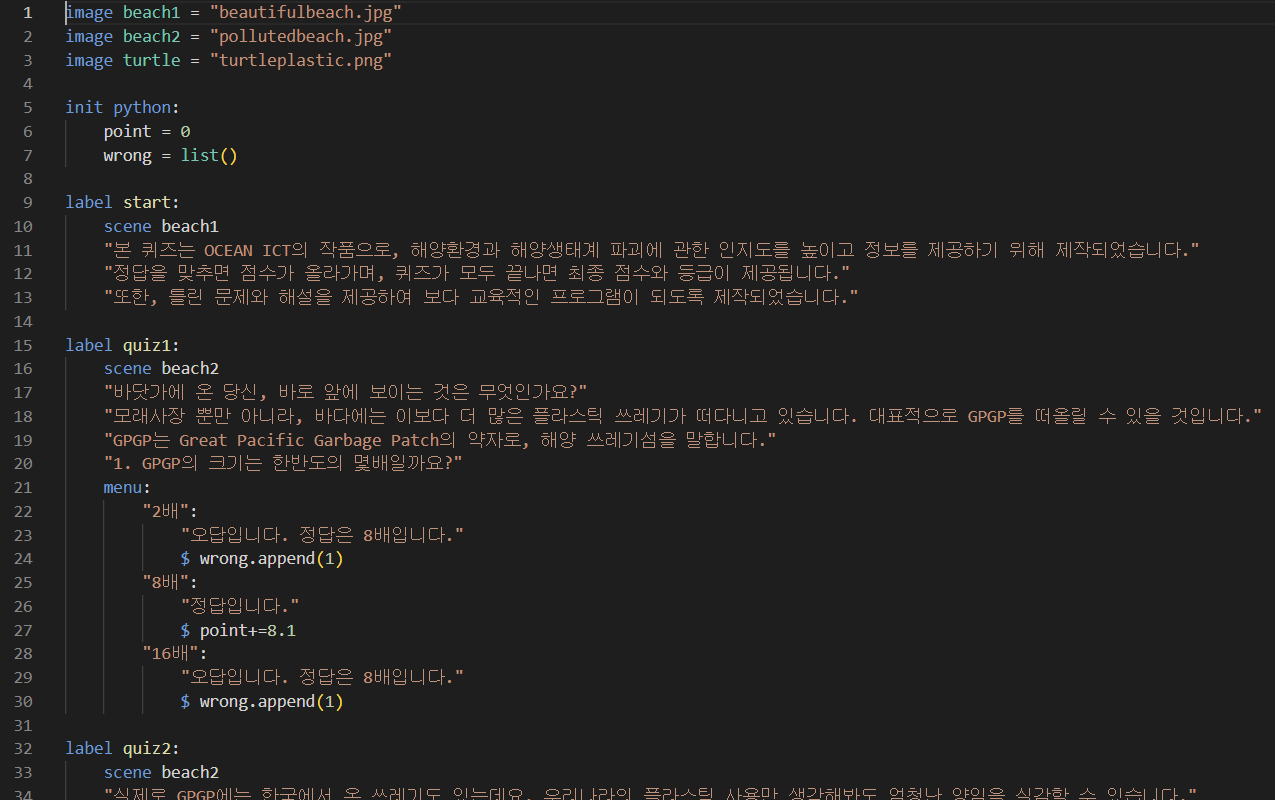 1 image beach1 = "beautifulbeach.jpg"
2 image beach2 = "pollutedbeach.jpg"
3 image turtle = "turtleplastic.png"
4
5 init python:
6 point = 0
7 wrong = list()
8
9 label start:
10 scene beach1
11 "본 퀴즈는 OCEAN ICT의 작품으로, 해양환경과 해양생태계 파괴에 관한 인지도를 높이고 정보를 제공하기 위해 제작되었습니다."
12 "정답을 맞추면 점수가 올라가며, 퀴즈가 모두 끝나면 최종 점수와 등급이 제공됩니다."
13 "또한, 틀린 문제와 해설을 제공하여 보다 교육적인 프로그램이 되도록 제작되었습니다."
14
15 label quiz1:
16 scene beach2
17 "바닷가에 온 당신, 바로 앞에 보이는 것은 무엇인가요?"
18 "모래사장 뿐만 아니라, 바다에는 이보다 더 많은 플라스틱 쓰레기가 떠다니고 있습니다. 대표적으로 GPGP를 떠올릴 수 있을 것입니다."
19 "GPGP는 Great Pacific Garbage Patch의 약자로, 해양 쓰레기섬을 말합니다."
20 "1. GPGP의 크기는 한반도의 몇배일까요?"
21 menu:
22 "2배":
23 "오답입니다. 정답은 8배입니다."
24 $ wrong.append(1)
25 "8배":
26 "정답입니다."
27 $ point+=8.1
28 "16배":
29 "오답입니다. 정답은 8배입니다."
30 $ wrong.append(1)
31
32 label quiz2:
33 scene beach2
34 "실제로 GPGP에는 한국에서 온 쓰레기도 있는데요, 우리나라의 플라스틱 사용만 생각해봐도 엄청난 양임을 실감할 수 있습니다."